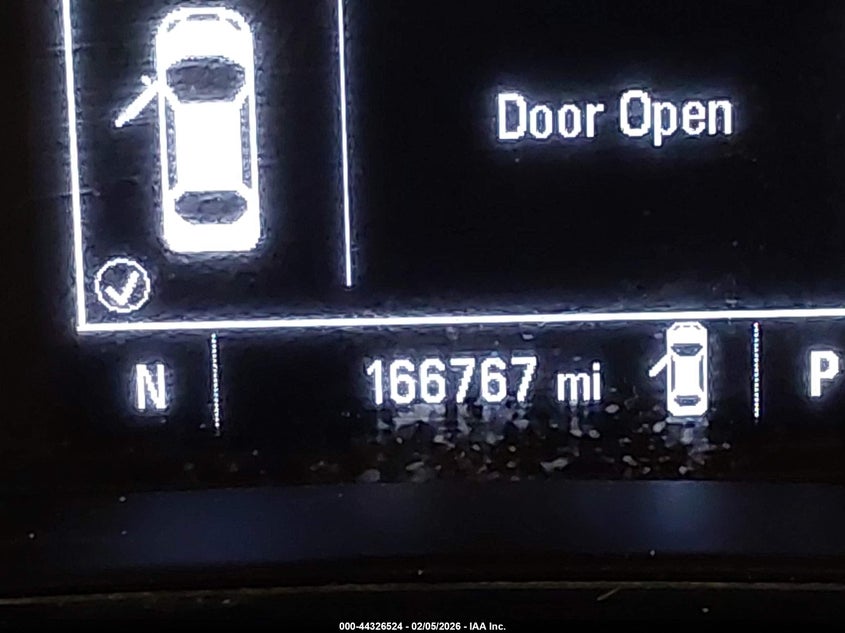 Door Open
N 166767 mi P
000-44326524 - 02/05/2026 - IAA Inc.